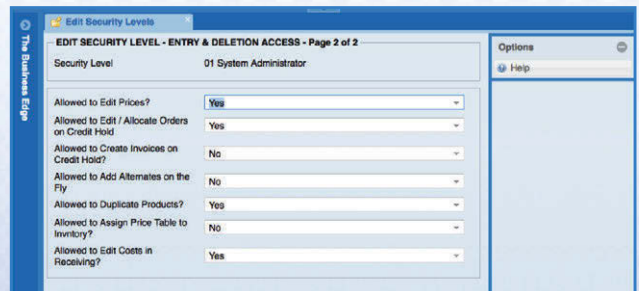 Edit Security Levels
The Business Edge
EDIT SECURITY LEVEL - ENTRY & DELETION ACCESS - Page 2 of 2
Security Level 01 System Administrator
Allowed to Edit Prices? Yes
Allowed to Edit / Allocate Orders
on Credit Hold Yes
Allowed to Create Invoices on
Credit Hold? No
Allowed to Add Alternates on the
Fly No
Allowed to Duplicate Products? Yes
Allowed to Assign Price Table to
Invntory? No
Allowed to Edit Costs in
Receiving? Yes
Options
Help